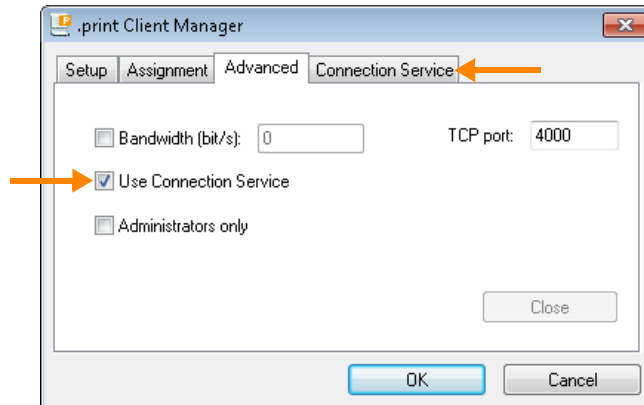 .print Client Manager
Setup Assignment Advanced Connection Service
Bandwidth (bit/s): 0 TCP port: 4000
Use Connection Service
Administrators only
Close
OK Cancel